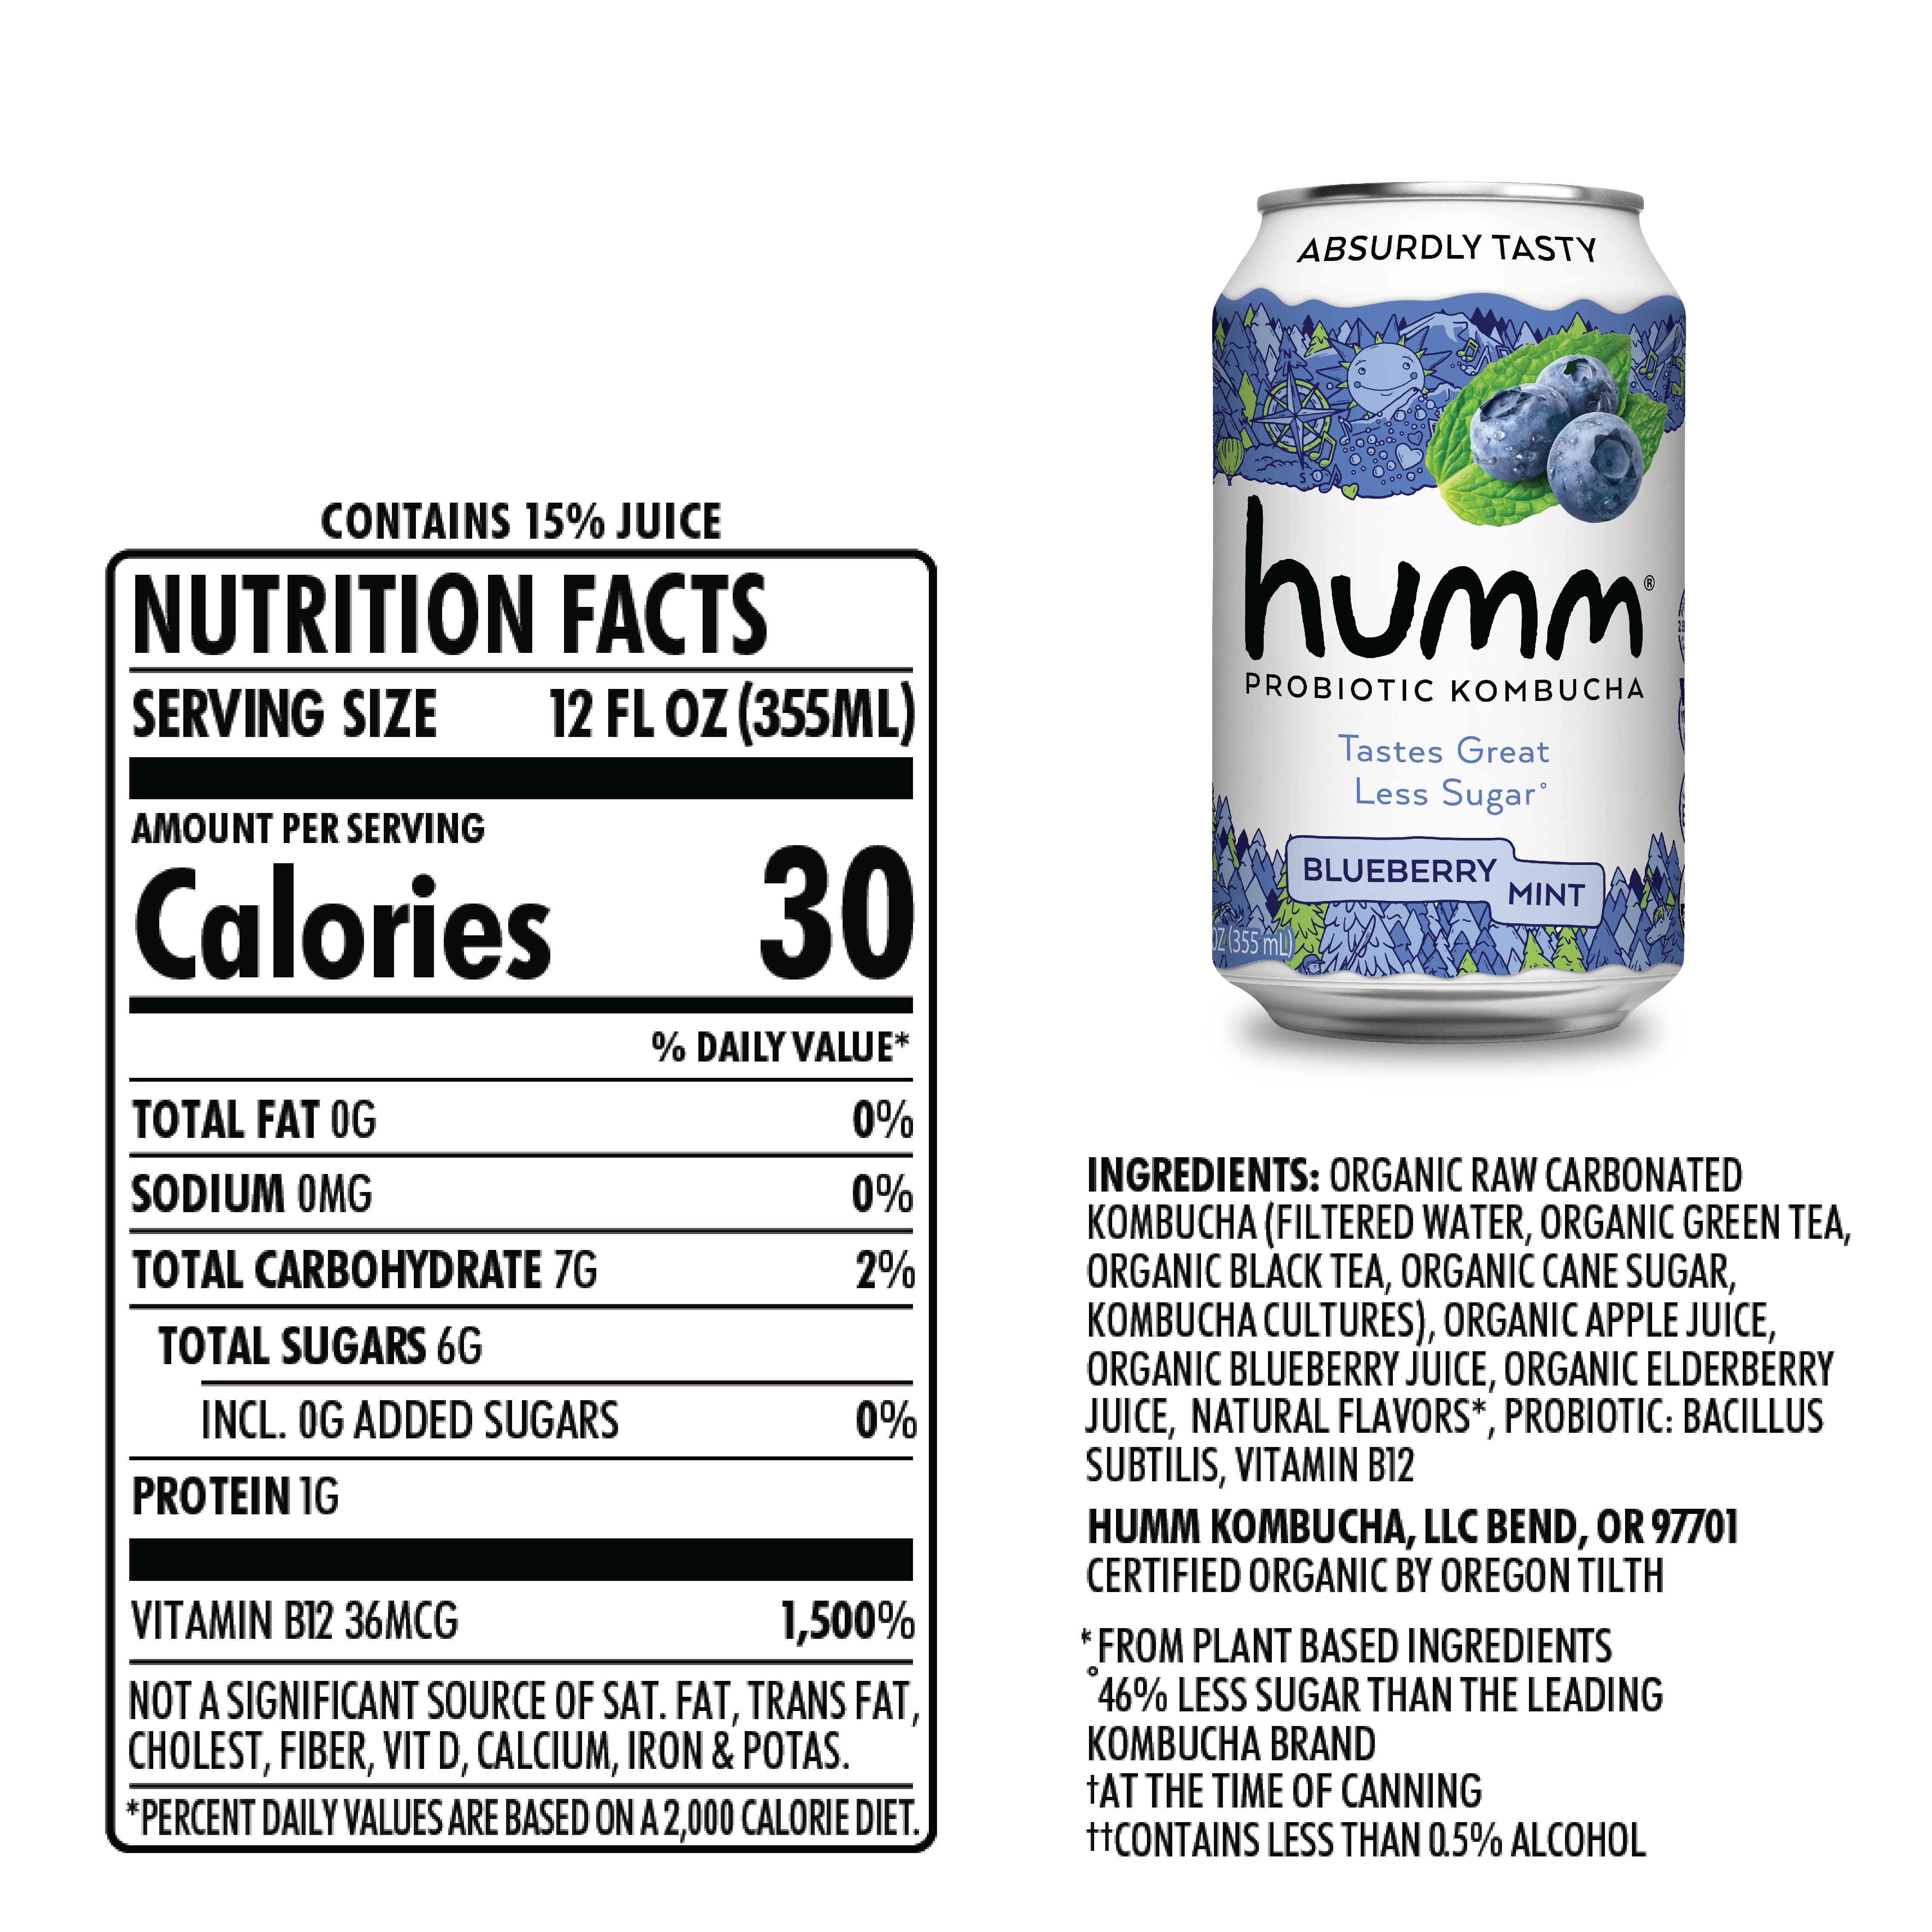 CONTAINS 15% JUICE
NUTRITION FACTS
SERVING SIZE 12 FL OZ (355ML)
AMOUNT PER SERVING
Calories 30
% DAILY VALUE*
TOTAL FAT 0G 0%
SODIUM 0MG 0%
TOTAL CARBOHYDRATE 7G 2%
TOTAL SUGARS 6G
INCL. 0G ADDED SUGARS 0%
PROTEIN 1G
VITAMIN B12 36MCG 1,500%
NOT A SIGNIFICANT SOURCE OF SAT. FAT, TRANS FAT,
CHOLEST, FIBER, VIT D, CALCIUM, IRON & POTAS.
*PERCENT DAILY VALUES ARE BASED ON A 2,000 CALORIE DIET.
ABSURDLY TASTY
N
S
humm®
PROBIOTIC KOMBUCHA
Tastes Great
Less Sugar°
BLUEBERRY
MINT
OZ (355 mL)
INGREDIENTS: ORGANIC RAW CARBONATED
KOMBUCHA (FILTERED WATER, ORGANIC GREEN TEA,
ORGANIC BLACK TEA, ORGANIC CANE SUGAR,
KOMBUCHA CULTURES), ORGANIC APPLE JUICE,
ORGANIC BLUEBERRY JUICE, ORGANIC ELDERBERRY
JUICE, NATURAL FLAVORS*, PROBIOTIC: BACILLUS
SUBTILIS, VITAMIN B12
HUMM KOMBUCHA, LLC BEND, OR 97701
CERTIFIED ORGANIC BY OREGON TILTH
*FROM PLANT BASED INGREDIENTS
°46% LESS SUGAR THAN THE LEADING
KOMBUCHA BRAND
†AT THE TIME OF CANNING
††CONTAINS LESS THAN 0.5% ALCOHOL